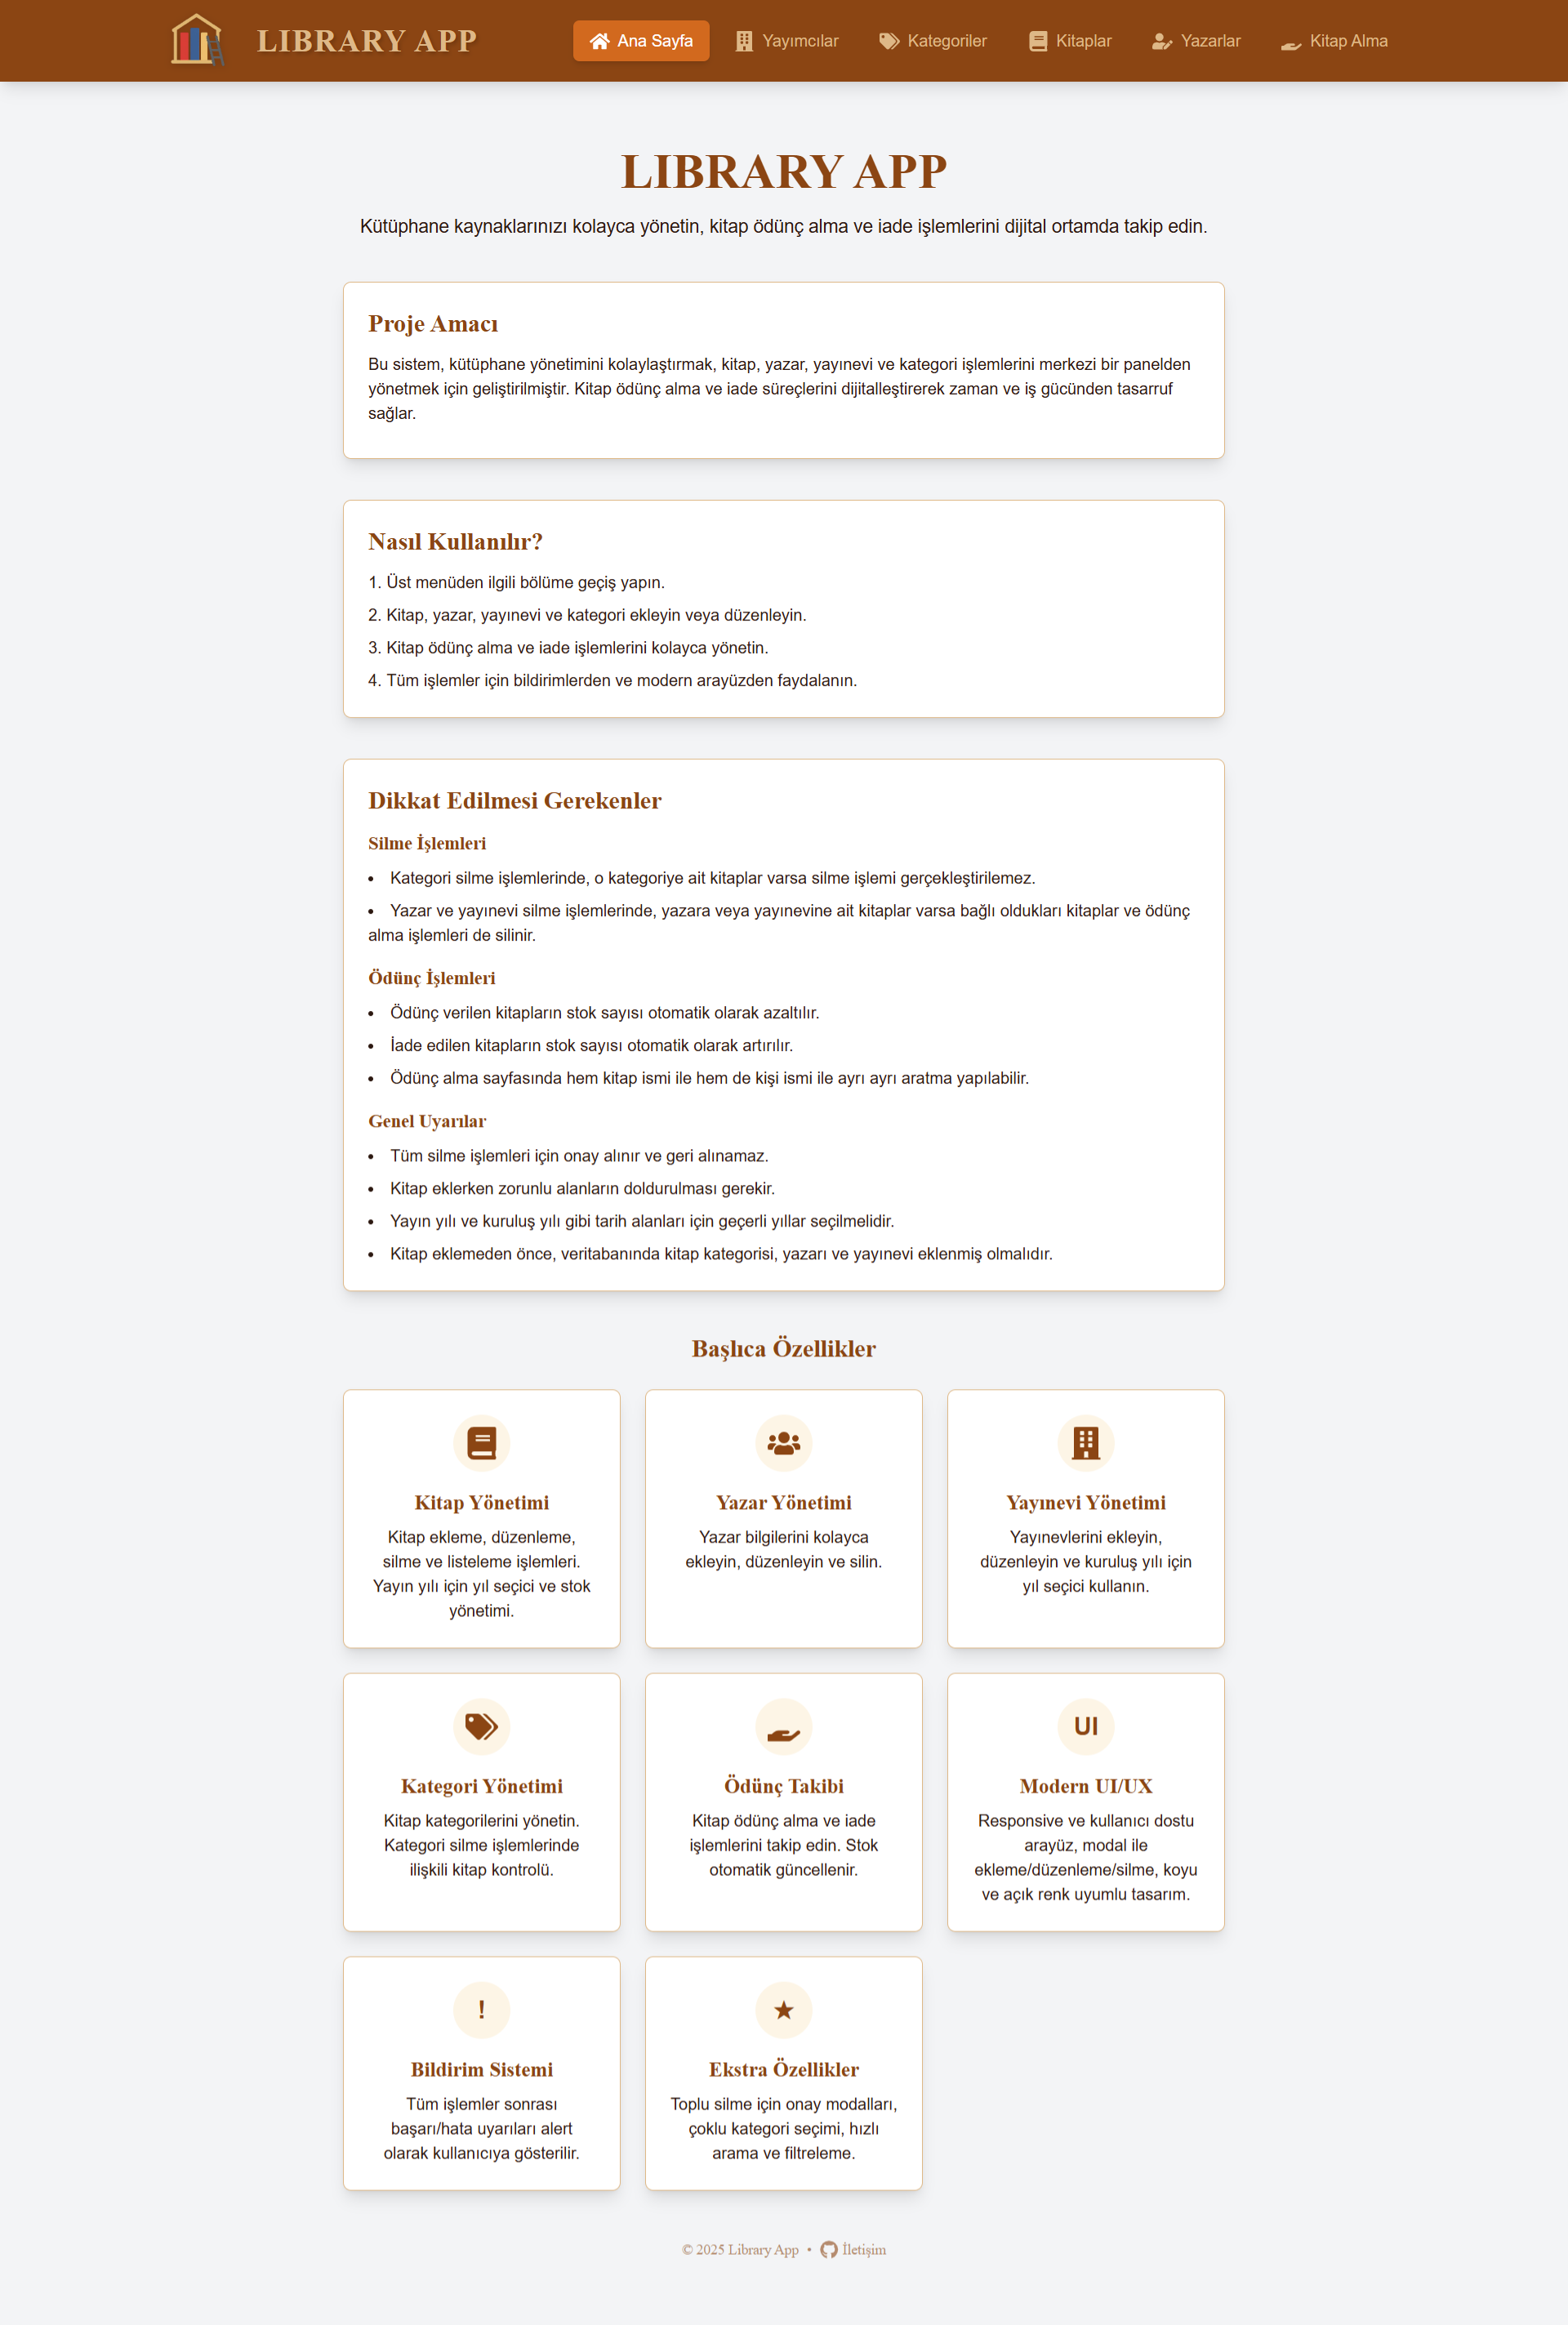 LIBRARY APP
Ana Sayfa
Yayımcılar
Kategoriler
Kitaplar
Yazarlar
Kitap Alma
LIBRARY APP
Kütüphane kaynaklarınızı kolayca yönetin, kitap ödünç alma ve iade işlemlerini dijital ortamda takip edin.
Proje Amacı
Bu sistem, kütüphane yönetimini kolaylaştırmak, kitap, yazar, yayınevi ve kategori işlemlerini merkezi bir panelden
yönetmek için geliştirilmiştir. Kitap ödünç alma ve iade süreçlerini dijitalleştirerek zaman ve iş gücünden tasarruf
sağlar.
Nasıl Kullanılır?
1. Üst menüden ilgili bölüme geçiş yapın.
2. Kitap, yazar, yayınevi ve kategori ekleyin veya düzenleyin.
3. Kitap ödünç alma ve iade işlemlerini kolayca yönetin.
4. Tüm işlemler için bildirimlerden ve modern arayüzden faydalanın.
Dikkat Edilmesi Gerekenler
Silme İşlemleri
• Kategori silme işlemlerinde, o kategoriye ait kitaplar varsa silme işlemi gerçekleştirilemez.
• Yazar ve yayınevi silme işlemlerinde, yazara veya yayınevine ait kitaplar varsa bağlı oldukları kitaplar ve ödünç
alma işlemleri de silinir.
Ödünç İşlemleri
• Ödünç verilen kitapların stok sayısı otomatik olarak azaltılır.
• İade edilen kitapların stok sayısı otomatik olarak artırılır.
• Ödünç alma sayfasında hem kitap ismi ile hem de kişi ismi ile ayrı ayrı aratma yapılabilir.
Genel Uyarılar
• Tüm silme işlemleri için onay alınır ve geri alınamaz.
• Kitap eklerken zorunlu alanların doldurulması gerekir.
• Yayın yılı ve kuruluş yılı gibi tarih alanları için geçerli yıllar seçilmelidir.
• Kitap eklemeden önce, veritabanında kitap kategorisi, yazarı ve yayınevi eklenmiş olmalıdır.
Başlıca Özellikler
Kitap Yönetimi
Kitap ekleme, düzenleme,
silme ve listeleme işlemleri.
Yayın yılı için yıl seçici ve stok
yönetimi.
Yazar Yönetimi
Yazar bilgilerini kolayca
ekleyin, düzenleyin ve silin.
Yayınevi Yönetimi
Yayınevlerini ekleyin,
düzenleyin ve kuruluş yılı için
yıl seçici kullanın.
Kategori Yönetimi
Kitap kategorilerini yönetin.
Kategori silme işlemlerinde
ilişkili kitap kontrolü.
Ödünç Takibi
Kitap ödünç alma ve iade
işlemlerini takip edin. Stok
otomatik güncellenir.
UI
Modern UI/UX
Responsive ve kullanıcı dostu
arayüz, modal ile
ekleme/düzenleme/silme, koyu
ve açık renk uyumlu tasarım.
!
Bildirim Sistemi
Tüm işlemler sonrası
başarı/hata uyarıları alert
olarak kullanıcıya gösterilir.
★
Ekstra Özellikler
Toplu silme için onay modalları,
çoklu kategori seçimi, hızlı
arama ve filtreleme.
© 2025 Library App • İletişim